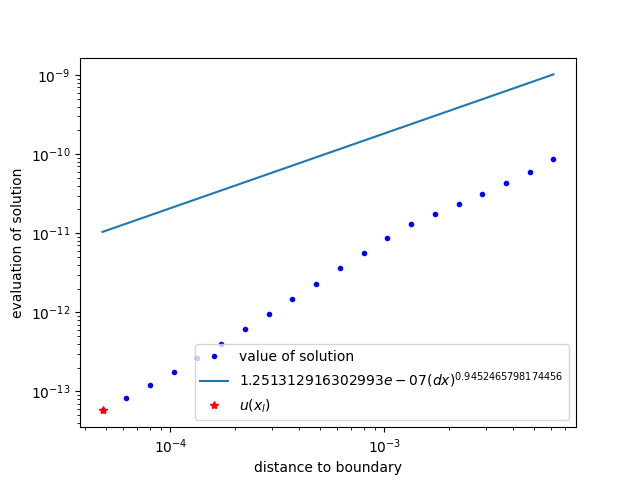 10^{-9}
10^{-10}
10^{-11}
10^{-12}
10^{-13}
evaluation of solution
value of solution
1.251312916302993e − 07(dx)^{0.9452465798174456}
u(x_l)
10^{-4}
10^{-3}
distance to boundary